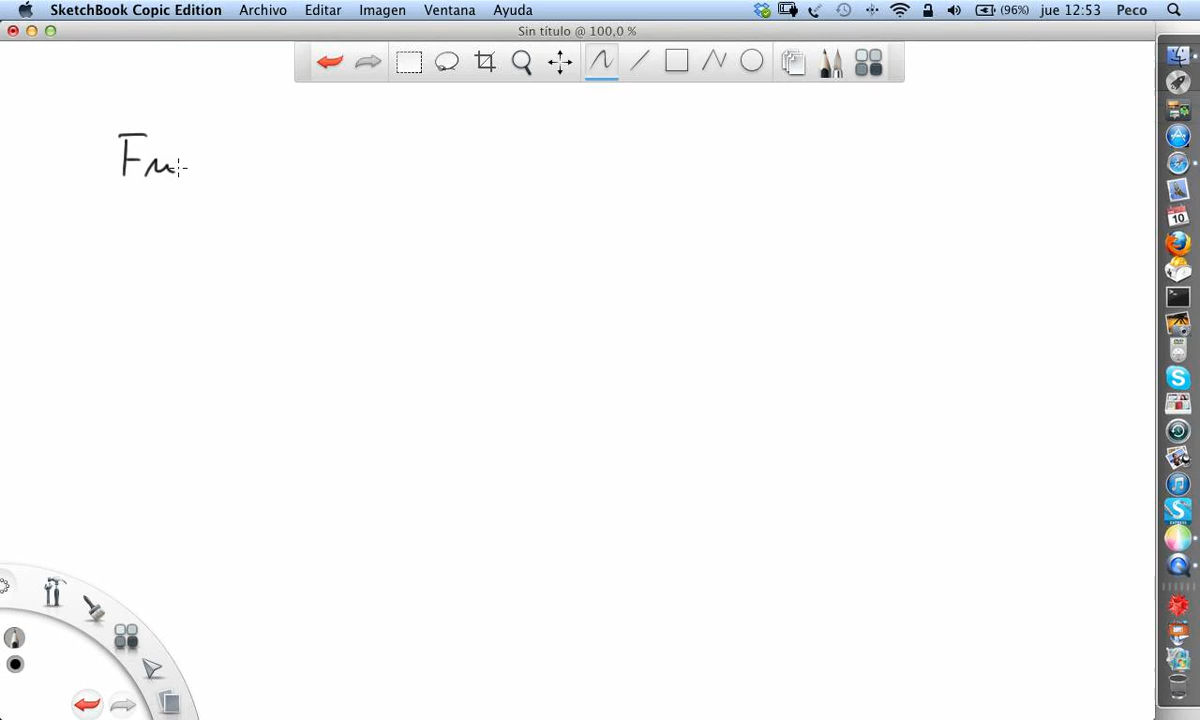 SketchBook Copic Edition Archivo Editar Imagen Ventana Ayuda (96%) jue 12:53 Peco
Sin título @ 100,0 %
10